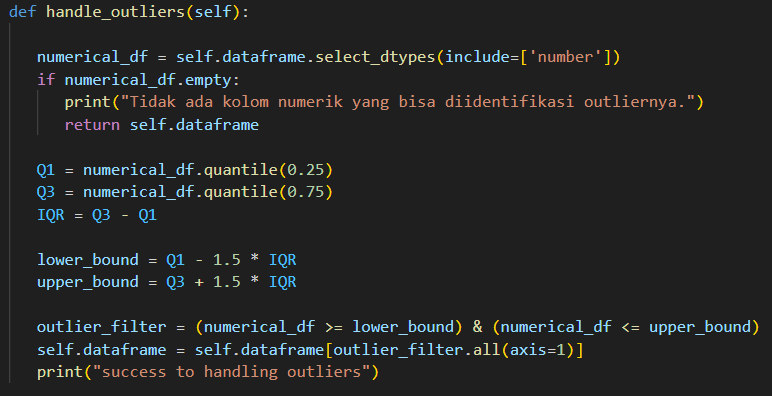 def handle_outliers(self):
numerical_df = self.dataframe.select_dtypes(include=['number'])
if numerical_df.empty:
print("Tidak ada kolom numerik yang bisa diidentifikasi outliernya.")
return self.dataframe
Q1 = numerical_df.quantile(0.25)
Q3 = numerical_df.quantile(0.75)
IQR = Q3 - Q1
lower_bound = Q1 - 1.5 * IQR
upper_bound = Q3 + 1.5 * IQR
outlier_filter = (numerical_df >= lower_bound) & (numerical_df <= upper_bound)
self.dataframe = self.dataframe[outlier_filter.all(axis=1)]
print("success to handling outliers")